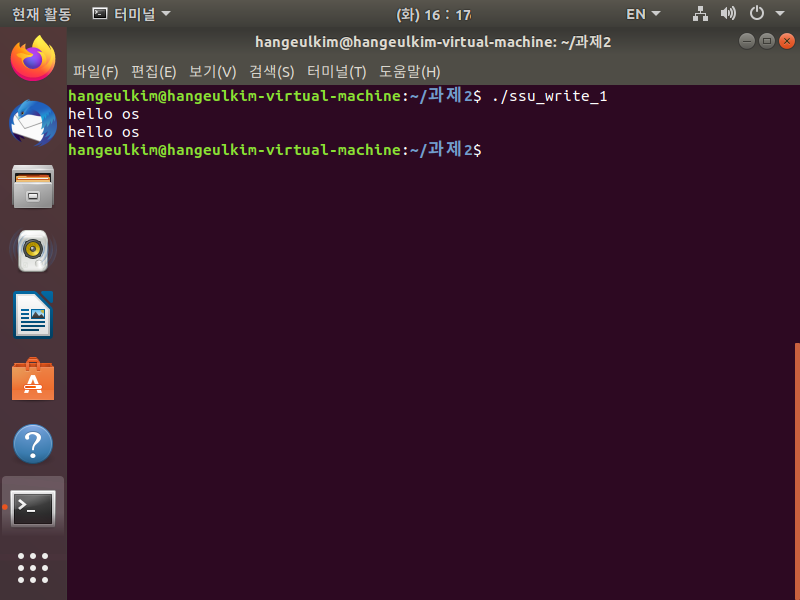 현재 활동 터미널 (화) 16 : 17 EN
hangeulkim@hangeulkim-virtual-machine: ~/과제2
파일(F) 편집(E) 보기(V) 검색(S) 터미널(T) 도움말(H)
hangeulkim@hangeulkim-virtual-machine:~/과제2$ ./ssu_write_1
hello os
hello os
hangeulkim@hangeulkim-virtual-machine:~/과제2$